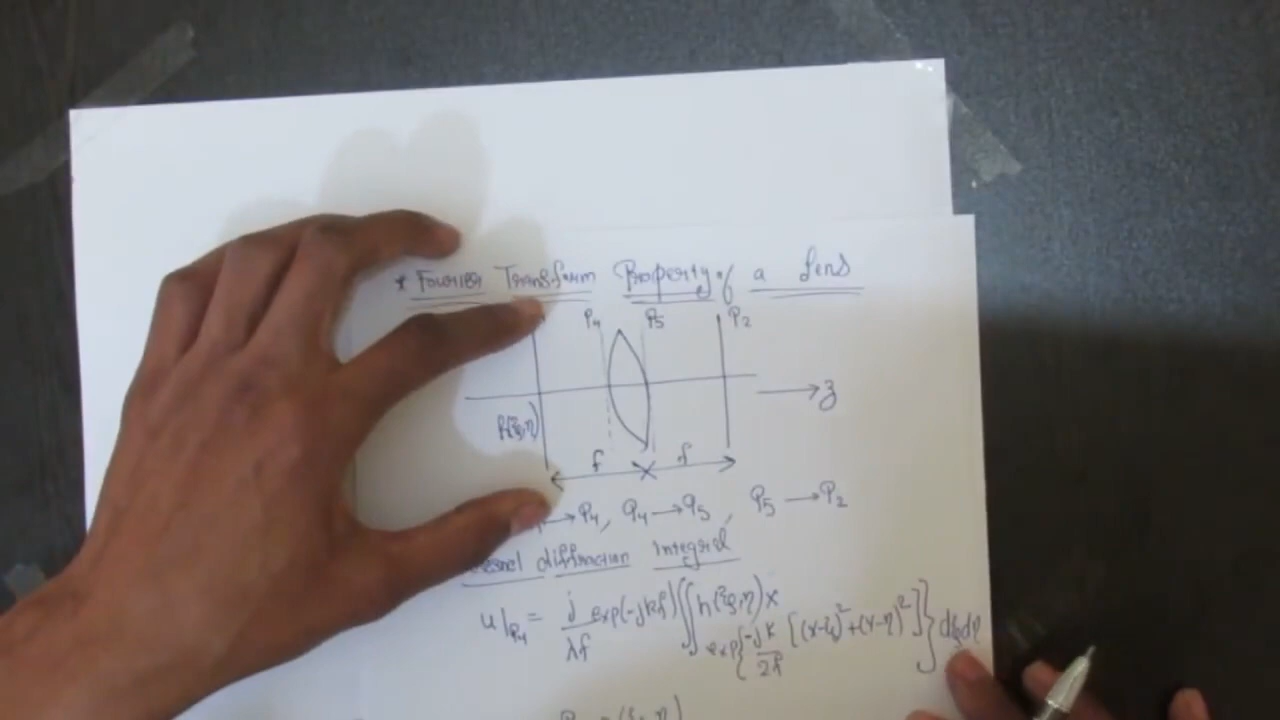 * Fourier Transform Property of a lens
P4 P5 P2
z
h(ξ,η)
f f
→P4, P4→P5, P5→P2
diffraction integral
u|P4 = j/λf exp(-jkf) ∬ h(ξ,η) x
exp{-jk/2f [(x-ξ)²+(y-η)²]} dξdη